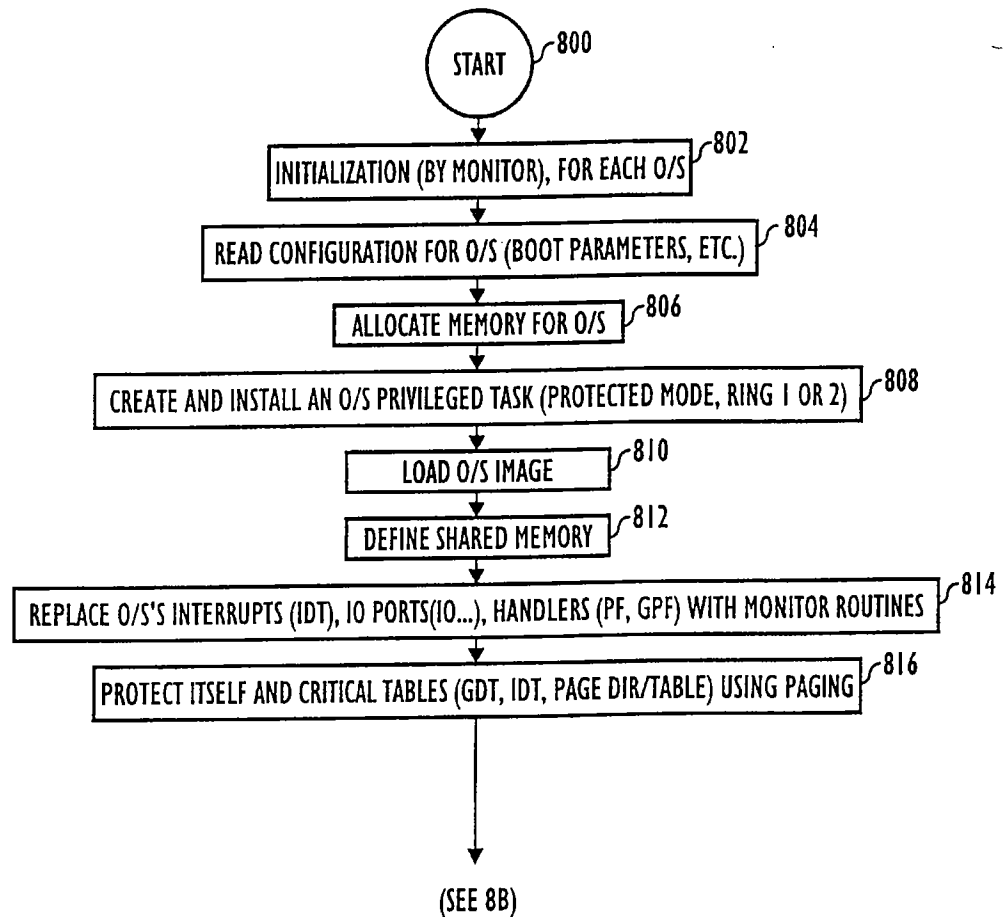 START
800
INITIALIZATION (BY MONITOR), FOR EACH O/S
802
READ CONFIGURATION FOR O/S (BOOT PARAMETERS, ETC.)
804
ALLOCATE MEMORY FOR O/S
806
CREATE AND INSTALL AN O/S PRIVILEGED TASK (PROTECTED MODE, RING 1 OR 2)
808
LOAD O/S IMAGE
810
DEFINE SHARED MEMORY
812
REPLACE O/S'S INTERRUPTS (IDT), IO PORTS(IO...), HANDLERS (PF, GPF) WITH MONITOR ROUTINES
814
PROTECT ITSELF AND CRITICAL TABLES (GDT, IDT, PAGE DIR/TABLE) USING PAGING
816
(SEE 8B)